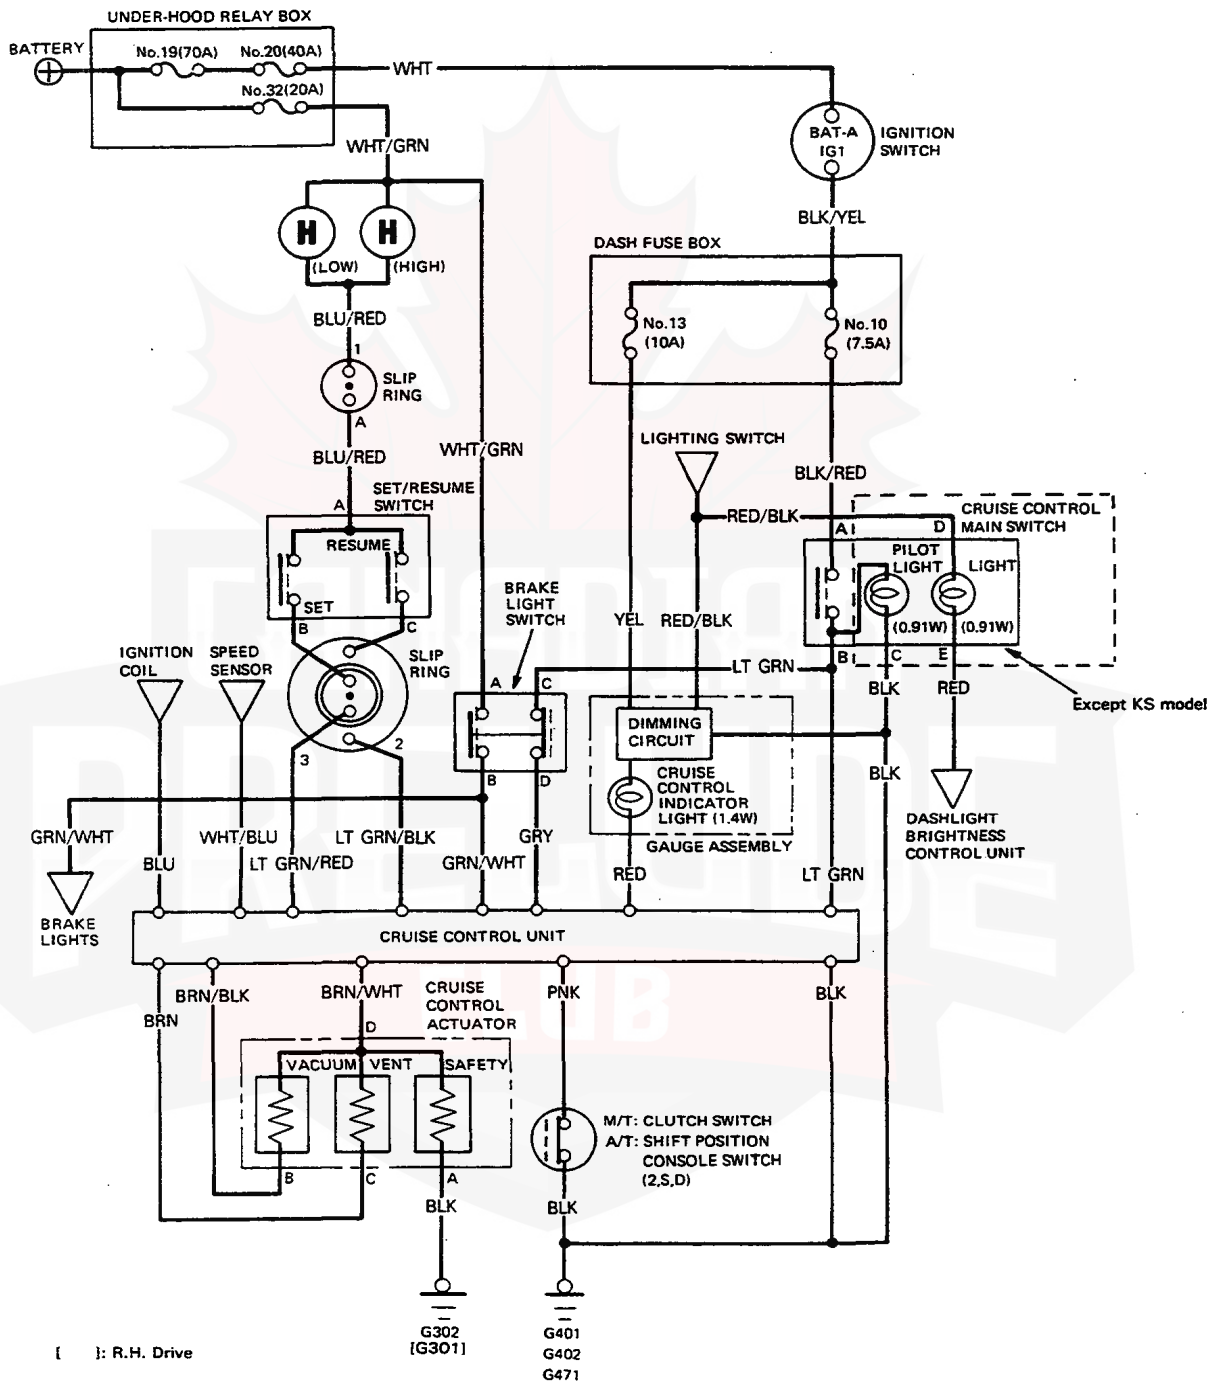 UNDER-HOOD RELAY BOX
BATTERY
No.19(70A)
No.20(40A)
WHT
No.32(20A)
BAT-A
IG1
IGNITION
SWITCH
WHT/GRN
BLK/YEL
H
H
(LOW)
(HIGH)
DASH FUSE BOX
BLU/RED
No.13
(10A)
No.10
(7.5A)
1
SLIP
RING
A
BLU/RED
WHT/GRN
LIGHTING SWITCH
BLK/RED
A
SET/RESUME
SWITCH
RESUME
SET
B
C
RED/BLK
A
D
CRUISE CONTROL
MAIN SWITCH
PILOT
LIGHT
LIGHT
(0.91W)
(0.91W)
B
C
E
BRAKE
LIGHT
SWITCH
YEL
RED/BLK
IGNITION
COIL
SPEED
SENSOR
SLIP
RING
LT GRN
BLK
RED
Except KS model
A
C
DIMMING
CIRCUIT
3
2
B
D
BLK
CRUISE
CONTROL
INDICATOR
LIGHT (1.4W)
GAUGE ASSEMBLY
DASHLIGHT
BRIGHTNESS
CONTROL UNIT
GRN/WHT
BLU
WHT/BLU
LT GRN/RED
LT GRN/BLK
GRN/WHT
GRY
RED
LT GRN
BRAKE
LIGHTS
CRUISE CONTROL UNIT
BRN
BRN/BLK
BRN/WHT
CRUISE
CONTROL
ACTUATOR
PNK
BLK
D
VACUUM
VENT
SAFETY
B
C
A
M/T: CLUTCH SWITCH
A/T: SHIFT POSITION
CONSOLE SWITCH
(2,S,D)
BLK
BLK
G302
[G301]
G401
G402
G471
[ ]: R.H. Drive
CANADIAN
PRELUDE
CLUB